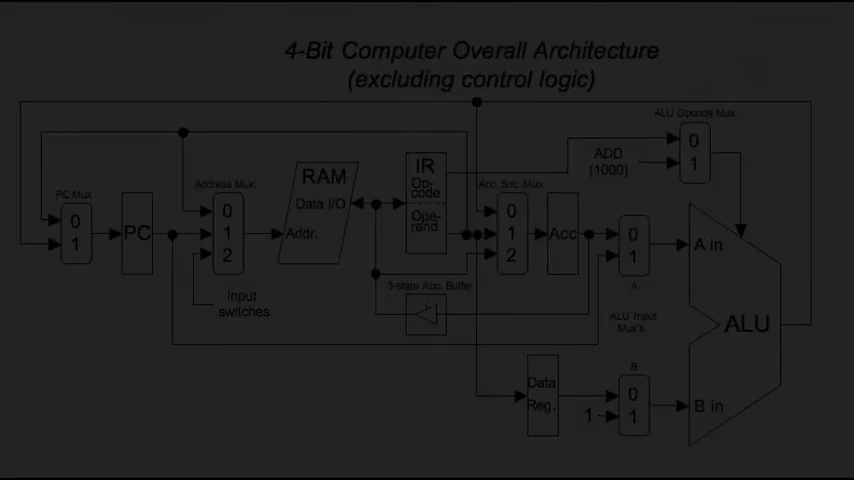 4-Bit Computer Overall Architecture
(excluding control logic)
ALU Opcode Mux.
PC Mux
0
1
PC
Address Mux.
0
1
2
Input
switches
RAM
Data I/O
Addr.
IR
Op-
code
Ope-
rand
3-state Acc. Buffer
Acc. Src. Mux.
0
1
2
Acc
ADD
(1000)
0
1
0
1
A
ALU Input
Mux's.
B
0
1
1
Data
Reg.
A in
ALU
B in